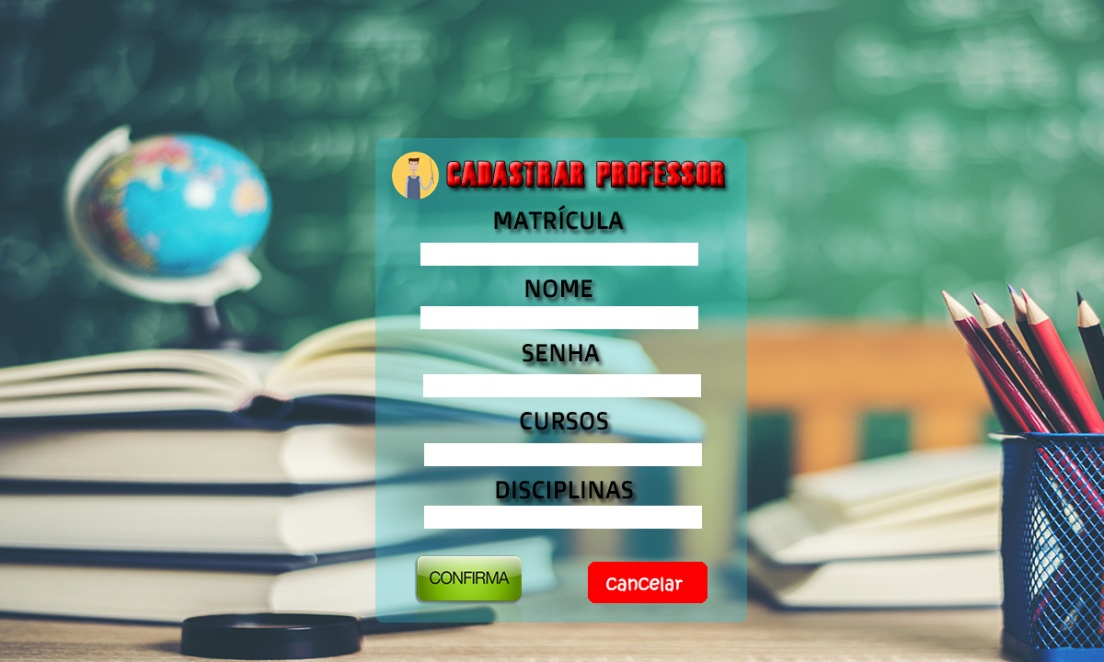 CADASTRAR PROFESSOR
MATRÍCULA
NOME
SENHA
CURSOS
DISCIPLINAS
CONFIRMA
cancelar